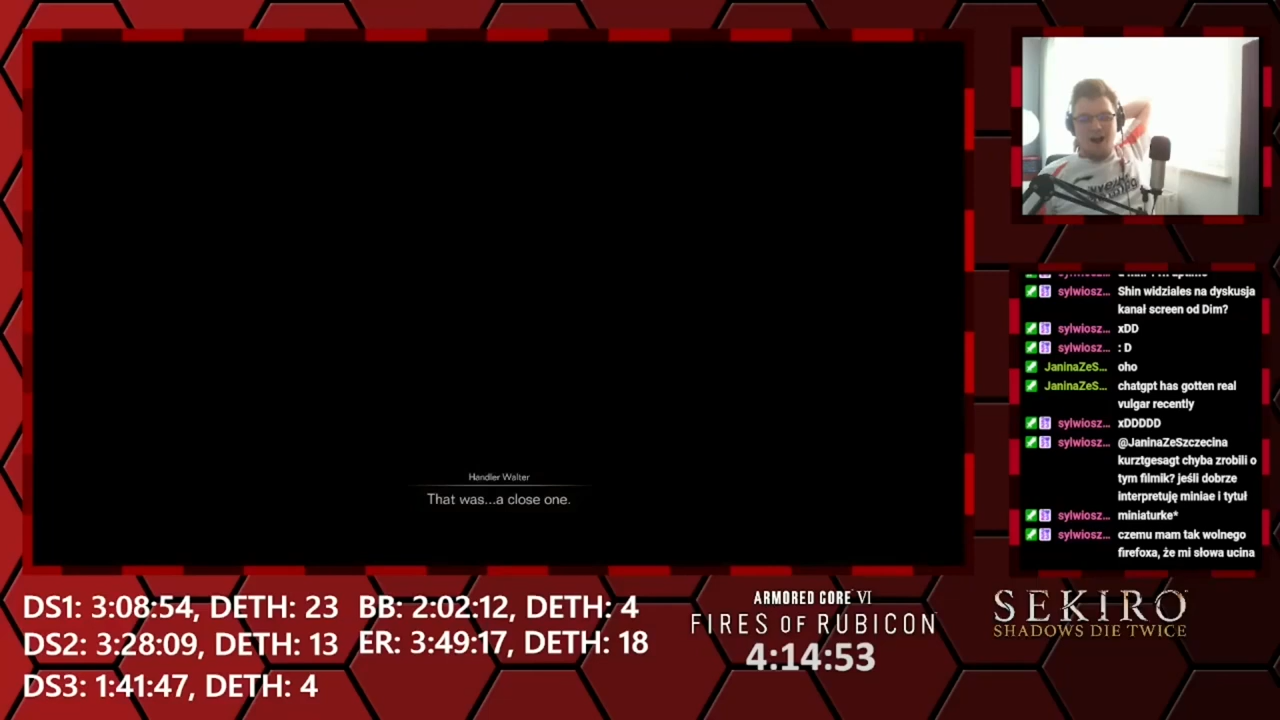 Handler Walter
That was...a close one.
sylwiosz... Shin widziales na dyskusja
kanał screen od Dim?
sylwiosz... xDD
sylwiosz... : D
JaninaZeS... oho
JaninaZeS... chatgpt has gotten real
vulgar recently
sylwiosz... xDDDDD
sylwiosz... @JaninaZeSzczecina
kurztgesagt chyba zrobili o
tym filmik? jeśli dobrze
interpretuję miniae i tytuł
sylwiosz... miniaturke*
sylwiosz... czemu mam tak wolnego
firefoxa, że mi słowa ucina
DS1: 3:08:54, DETH: 23
BB: 2:02:12, DETH: 4
DS2: 3:28:09, DETH: 13
ER: 3:49:17, DETH: 18
DS3: 1:41:47, DETH: 4
ARMORED CORE VI
FIRES OF RUBICON
4:14:53
SEKIRO
SHADOWS DIE TWICE